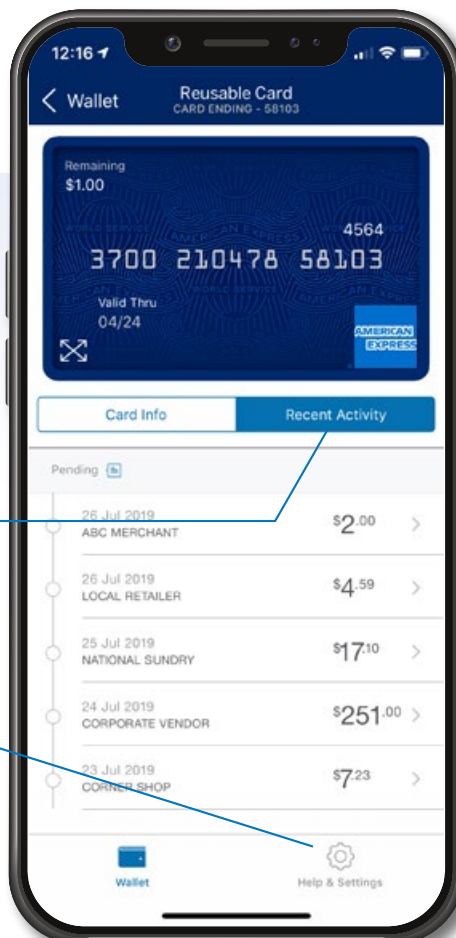 12:16
Wallet
Reusable Card
CARD ENDING - 58103
Remaining
$1.00
4564
3700 210478 58103
Valid Thru
04/24
AMERICAN
EXPRESS
Card Info
Recent Activity
Pending
26 Jul 2019
ABC MERCHANT
$2.00
26 Jul 2019
LOCAL RETAILER
$4.59
25 Jul 2019
NATIONAL SUNDRY
$17.10
24 Jul 2019
CORPORATE VENDOR
$251.00
23 Jul 2019
CORNER SHOP
$7.23
Wallet
Help & Settings